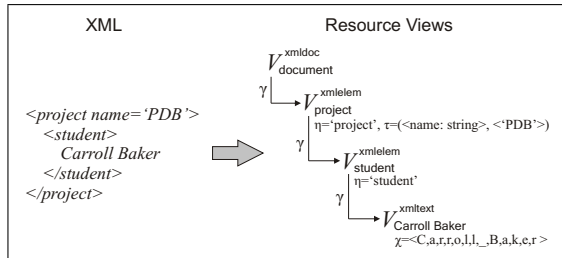 XML
<project name=‘PDB’>
<student>
Carroll Baker
</student>
</project>
Resource Views
V xmldoc document
γ
V xmlelem project
η=‘project’, τ=(<name: string>, <‘PDB’>)
γ
V xmlelem student
η=‘student’
γ
V xmltext Carroll Baker
χ=<C,a,r,r,o,l,l,_,B,a,k,e,r >